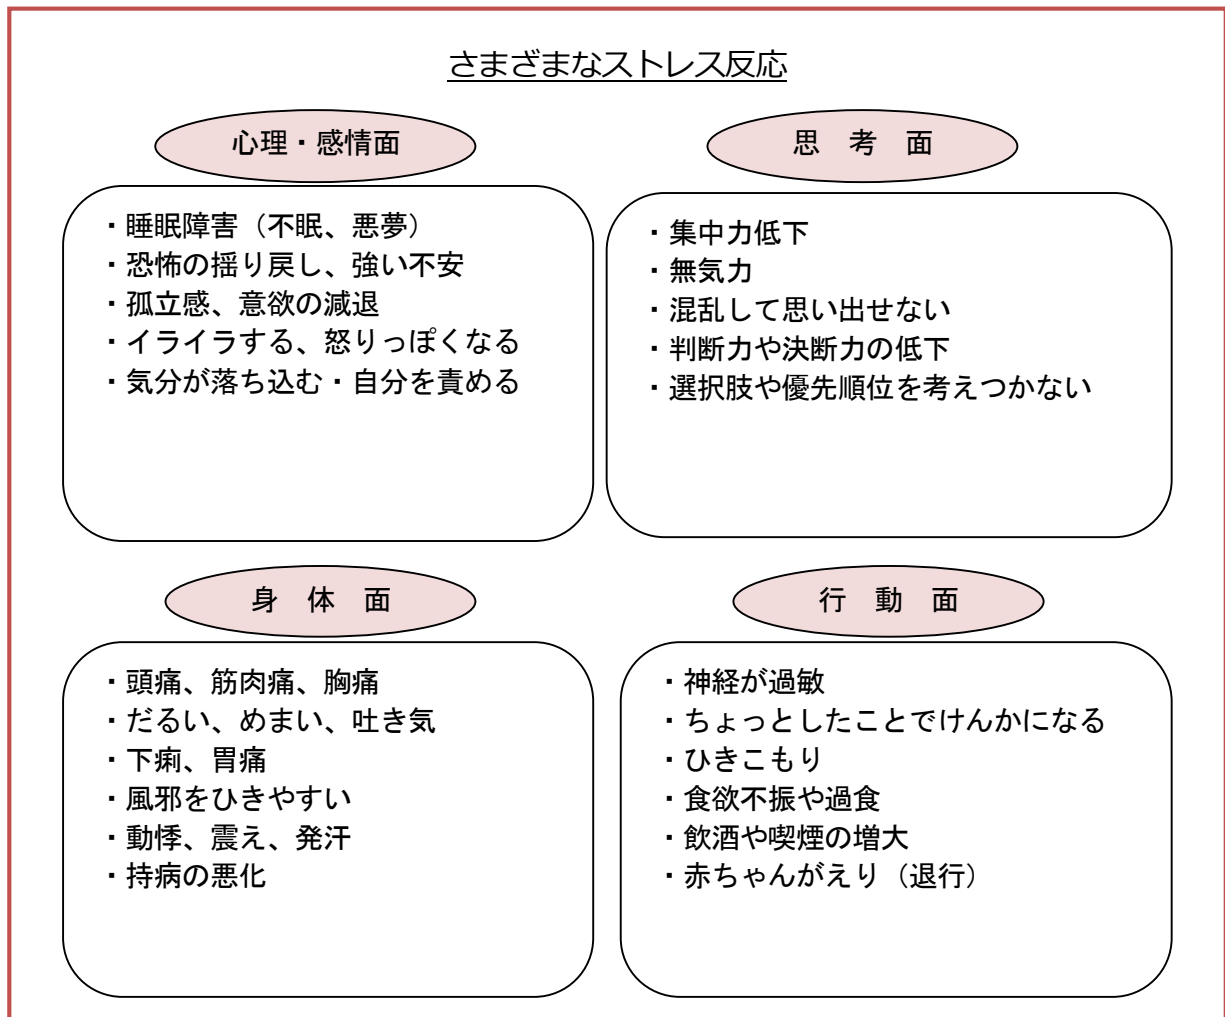 さまざまなストレス反応
心理・感情面
・睡眠障害（不眠、悪夢）
・恐怖の揺り戻し、強い不安
・孤立感、意欲の減退
・イライラする、怒りっぽくなる
・気分が落ち込む・自分を責める
思　考　面
・集中力低下
・無気力
・混乱して思い出せない
・判断力や決断力の低下
・選択肢や優先順位を考えつかない
身　体　面
・頭痛、筋肉痛、胸痛
・だるい、めまい、吐き気
・下痢、胃痛
・風邪をひきやすい
・動悸、震え、発汗
・持病の悪化
行　動　面
・神経が過敏
・ちょっとしたことでけんかになる
・ひきこもり
・食欲不振や過食
・飲酒や喫煙の増大
・赤ちゃんがえり（退行）